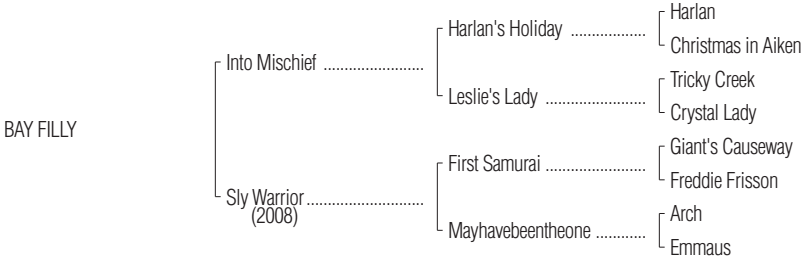 Harlan
Harlan's Holiday ....................
Christmas in Aiken
Into Mischief ...........................
Tricky Creek
Leslie's Lady ...........................
Crystal Lady
BAY FILLY
Giant's Causeway
First Samurai ...........................
Freddie Frisson
Sly Warrior ...............................
(2008)
Arch
Mayhavebeentheone .............
Emmaus